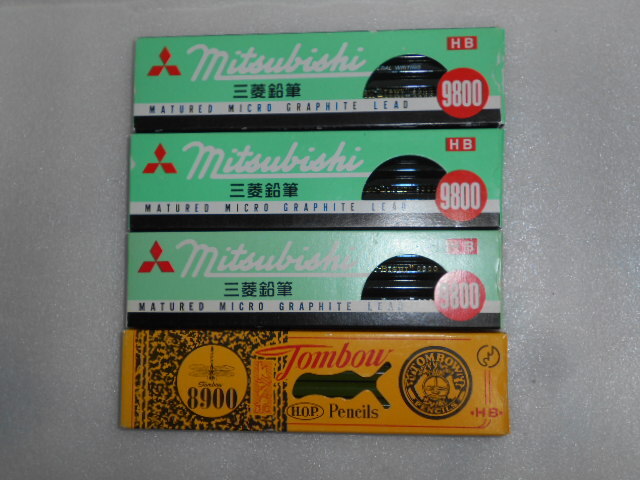 Mitsubishi
HB
三菱鉛筆
9800
MATURED MICRO GRAPHITE LEAD
Mitsubishi
HB
三菱鉛筆
9800
MATURED MICRO GRAPHITE LEAD
Mitsubishi
HB
三菱鉛筆
9800
MATURED MICRO GRAPHITE LEAD
Tombow
8900
Tombow
H.O.P Pencils
TOMBOW
PENCILS
HB